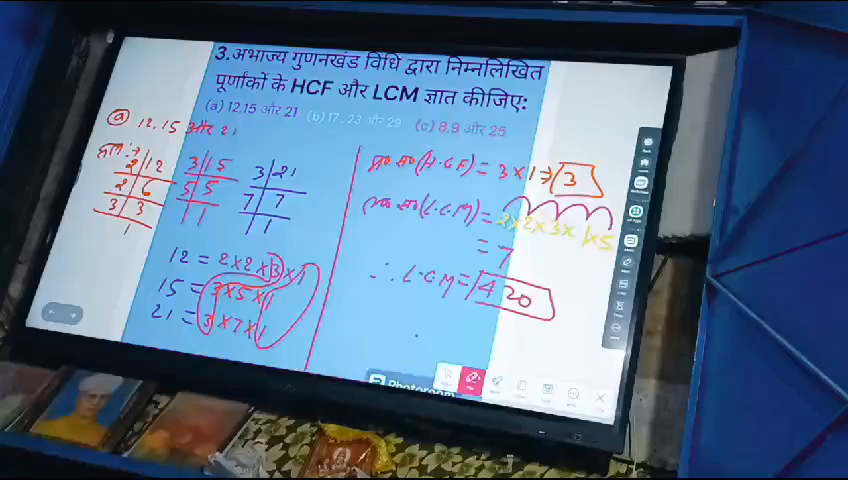 3.अभाज्य गुणनखंड विधि द्वारा निम्नलिखित
पूर्णांकों के HCF और LCM ज्ञात कीजिए:
(a) 12,15 और 21 (b) 17, 23 और 29 (c) 8,9 और 25
(a) 12, 15 और 21
हल :→
2 | 12
2 | 6
3 | 3
1
3 | 15
5 | 5
1
3 | 21
7 | 7
1
12 = 2×2×3×1
15 = 3×5×1
21 = 3×7×1
(H.C.F) = 3×1 ⇒ 3
(L.C.M) = 2×2×3×1×5
= 7
∴ L.C.M = 420
Photoroom